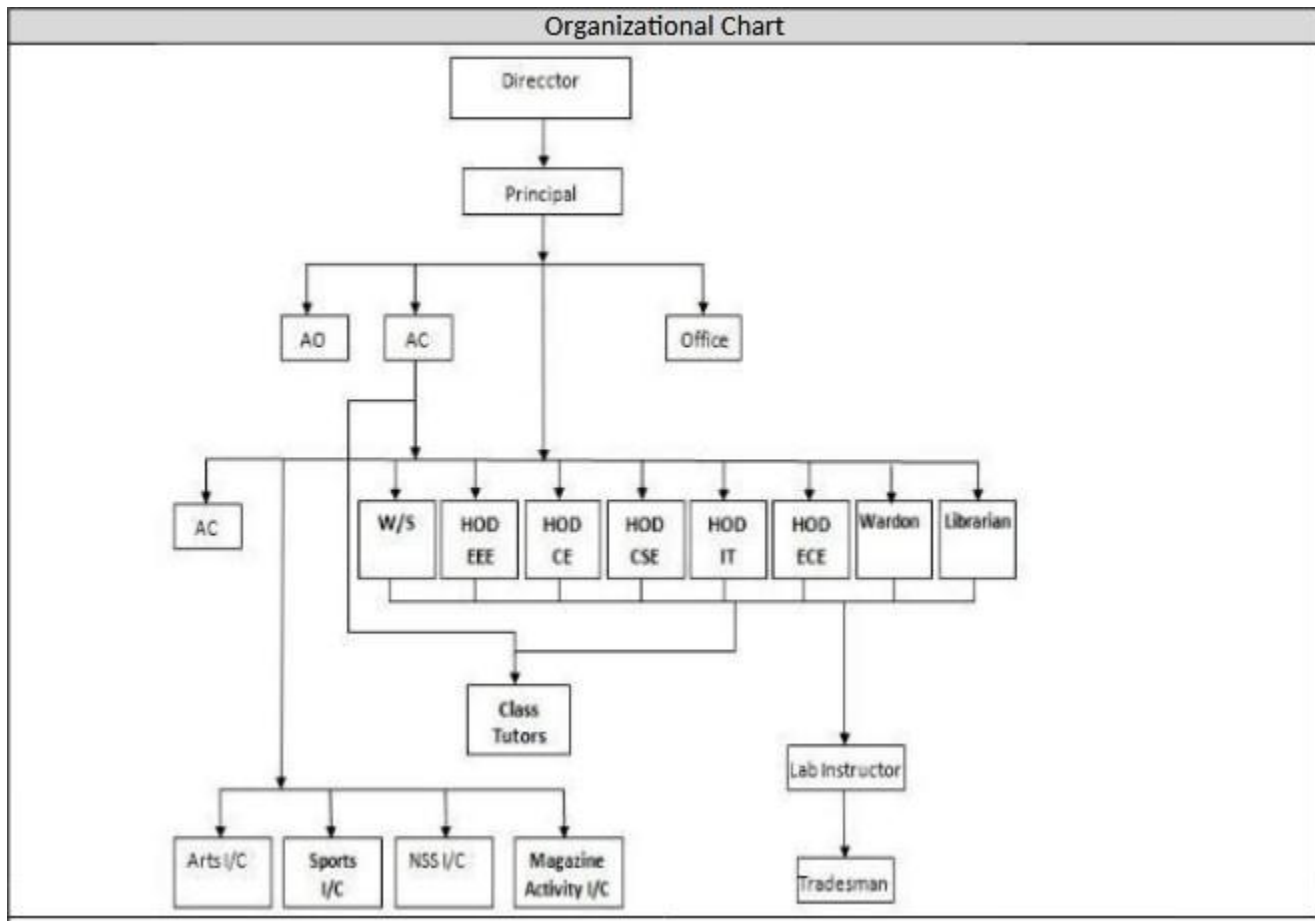 Organizational Chart
Direcctor
Principal
AO
AC
Office
AC
W/S
HOD
EEE
HOD
CE
HOD
CSE
HOD
IT
HOD
ECE
Wardon
Librarian
Class
Tutors
Lab Instructor
Arts I/C
Sports
I/C
NSS I/C
Magazine
Activity I/C
Tradesman